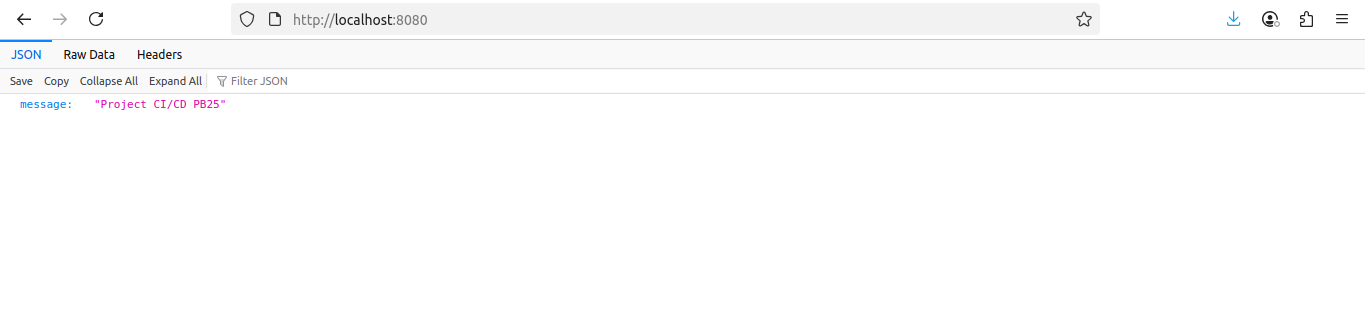 http://localhost:8080
JSON Raw Data Headers
Save Copy Collapse All Expand All Filter JSON
message: "Project CI/CD PB25"